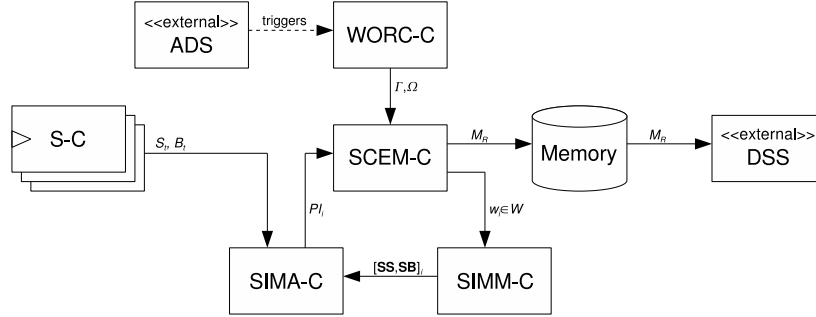 <<external>>
ADS
triggers
WORC-C
Γ,Ω
S-C
S_t, B_t
SCEM-C
M_R
Memory
M_R
<<external>>
DSS
PI_i
w_i∈W
SIMA-C
[SS,SB]_i
SIMM-C